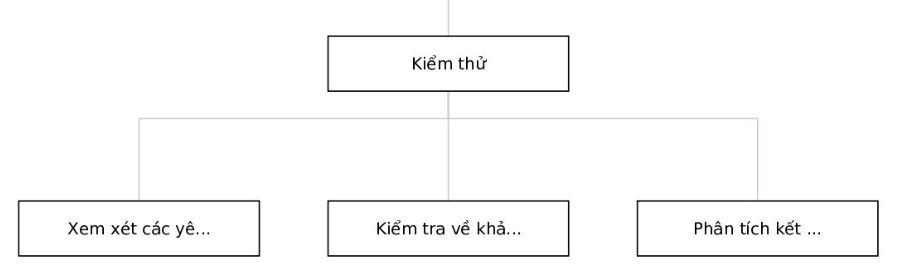 Kiểm thử
Xem xét các yê...
Kiểm tra về khả...
Phân tích kết ...